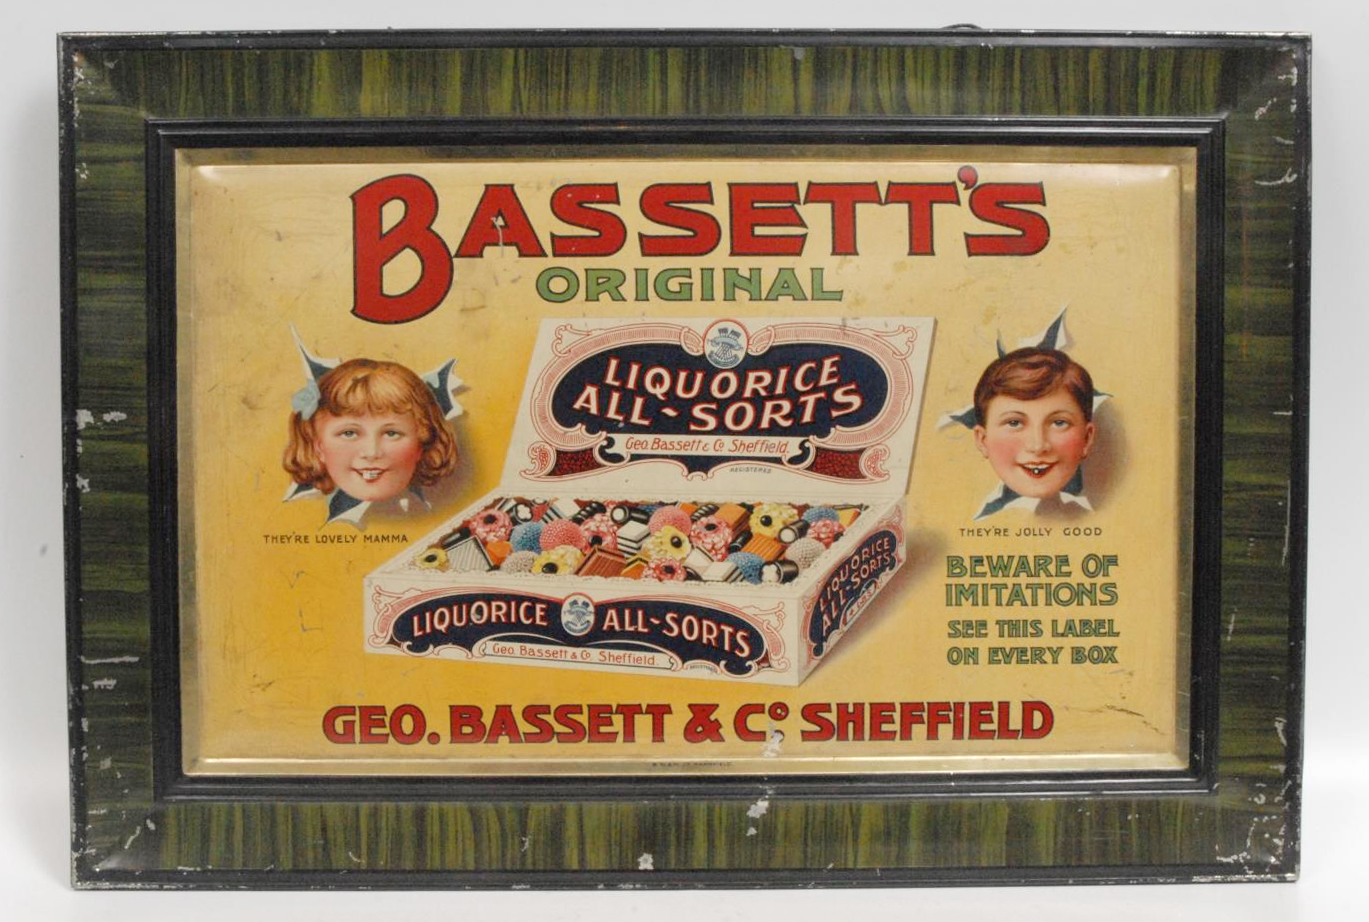 BASSETT'S
ORIGINAL
LIQUORICE
ALL-SORTS
Geo. Bassett & Co. Sheffield.
REGISTERED
THEY'RE LOVELY MAMMA
THEY'RE JOLLY GOOD
BEWARE OF
IMITATIONS
SEE THIS LABEL
ON EVERY BOX
LIQUORICE
ALL-SORTS
LIQUORICE ALL-SORTS
Geo. Bassett & Co. Sheffield.
GEO. BASSETT & Co SHEFFIELD